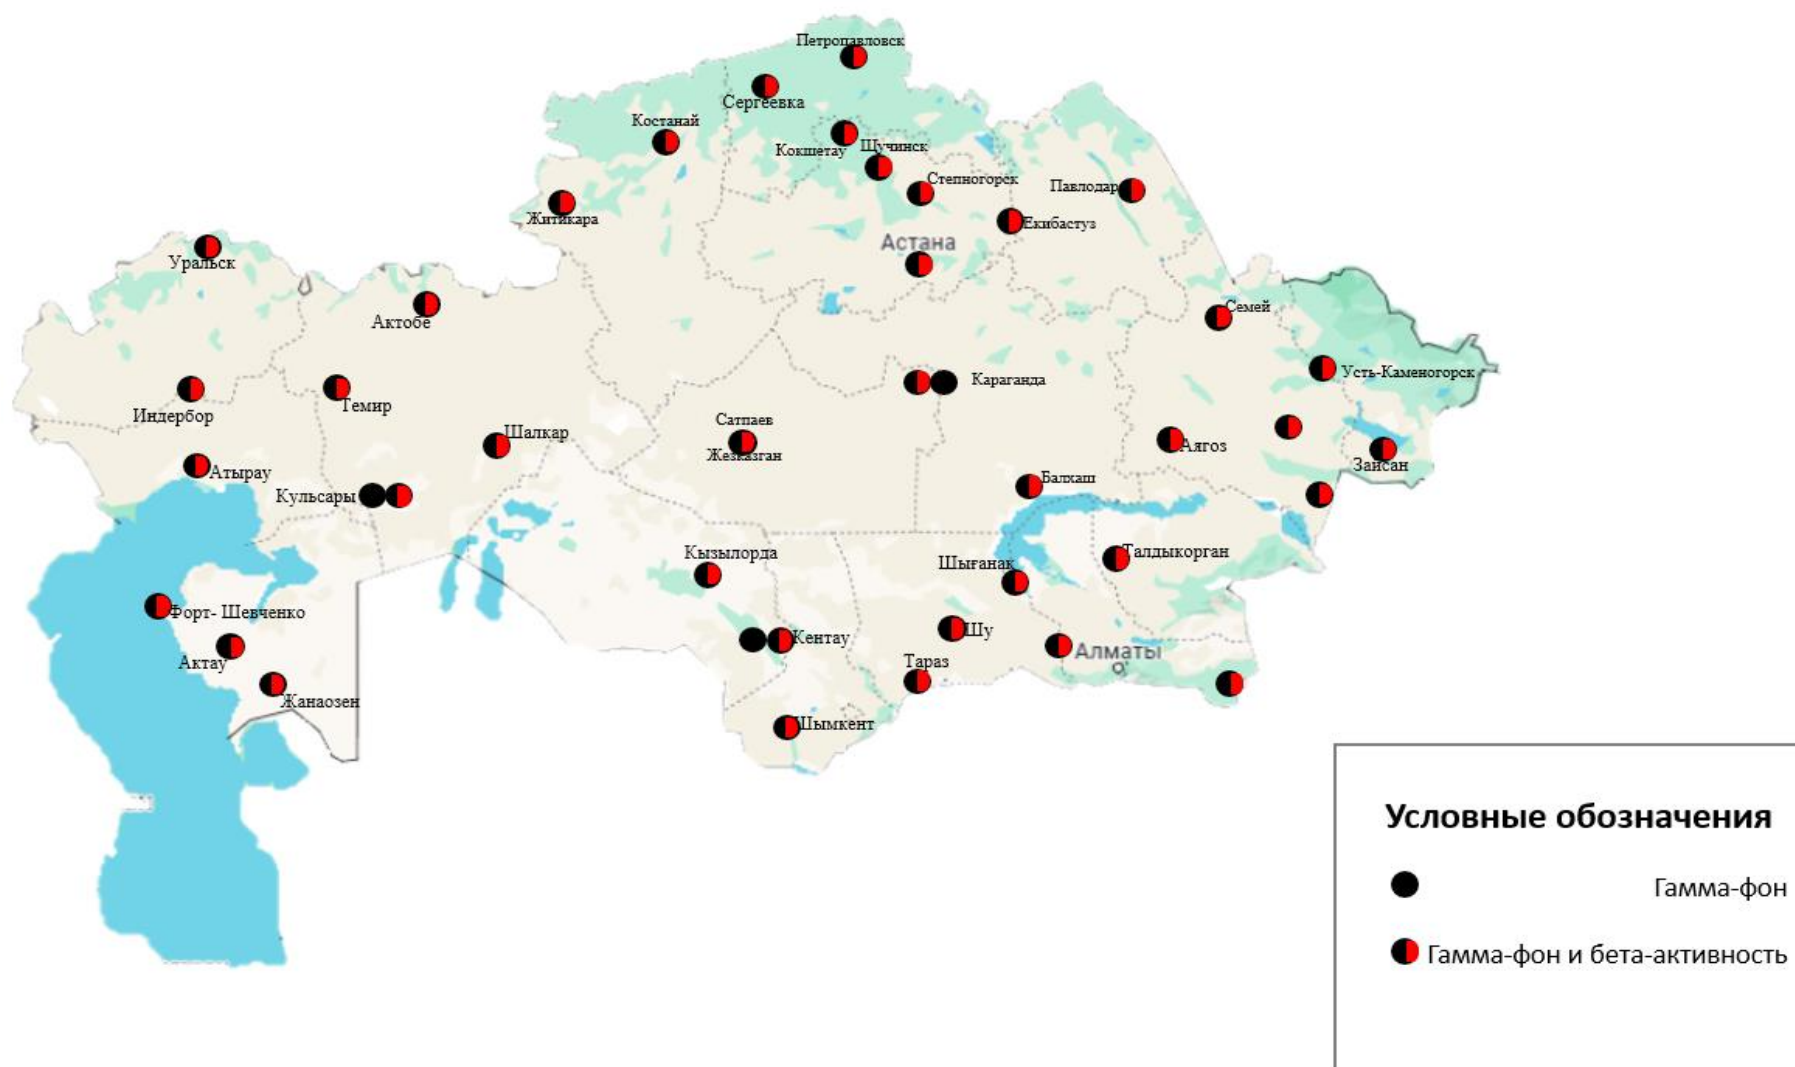 Петропавловск
Сергеевка
Костанай
Кокшетау
Щучинск
Степногорск
Павлодар
Житикара
Екибастуз
Астана
Уральск
Семей
Актобе
Усть-Каменогорск
Караганда
Темир
Индербор
Сатпаев
Шалкар
Аягоз
Жезказган
Зайсан
Атырау
Балхаш
Кульсары
Кызылорда
Талдыкорган
Шығанак
Форт- Шевченко
Кентау
Шу
Алматы
Актау
Тараз
Жанаозен
Шымкент
Условные обозначения
Гамма-фон
Гамма-фон и бета-активность